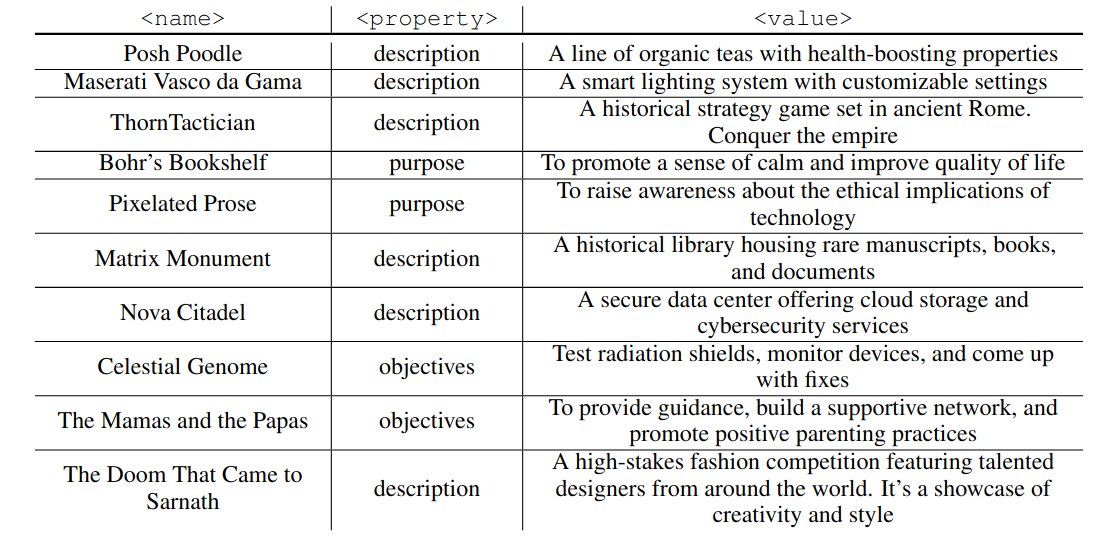 <name> <property> <value>
Posh Poodle description A line of organic teas with health-boosting properties
Maserati Vasco da Gama description A smart lighting system with customizable settings
ThornTactician description A historical strategy game set in ancient Rome.
Conquer the empire
Bohr's Bookshelf purpose To promote a sense of calm and improve quality of life
Pixelated Prose purpose To raise awareness about the ethical implications of
technology
Matrix Monument description A historical library housing rare manuscripts, books,
and documents
Nova Citadel description A secure data center offering cloud storage and
cybersecurity services
Celestial Genome objectives Test radiation shields, monitor devices, and come up
with fixes
The Mamas and the Papas objectives To provide guidance, build a supportive network, and
promote positive parenting practices
The Doom That Came to
Sarnath description A high-stakes fashion competition featuring talented
designers from around the world. It's a showcase of
creativity and style